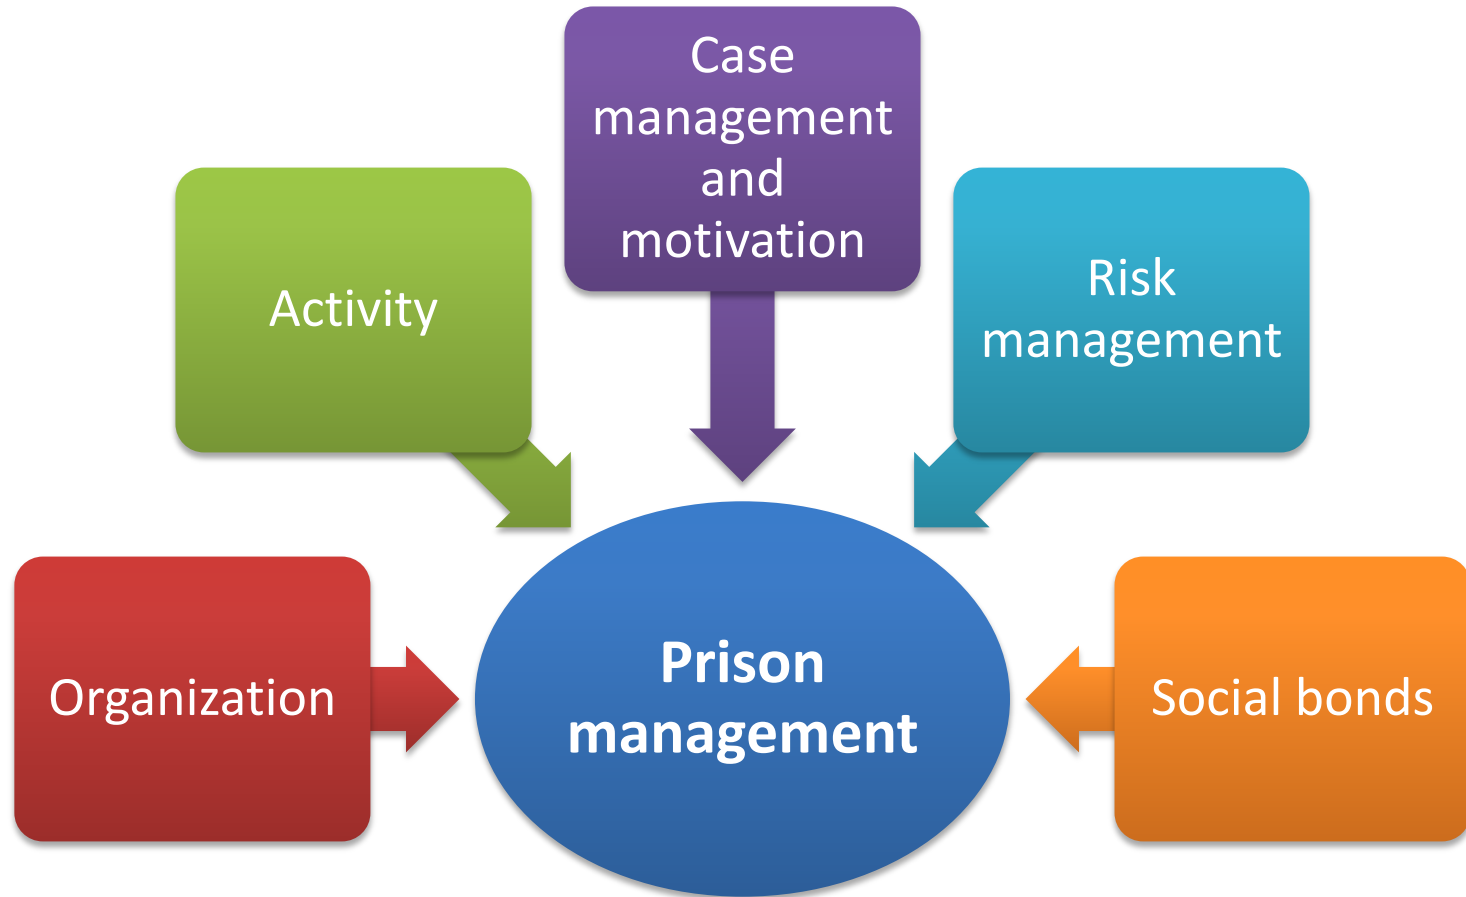 Case
management
and
motivation
Activity
Risk
management
Organization
Prison
management
Social bonds